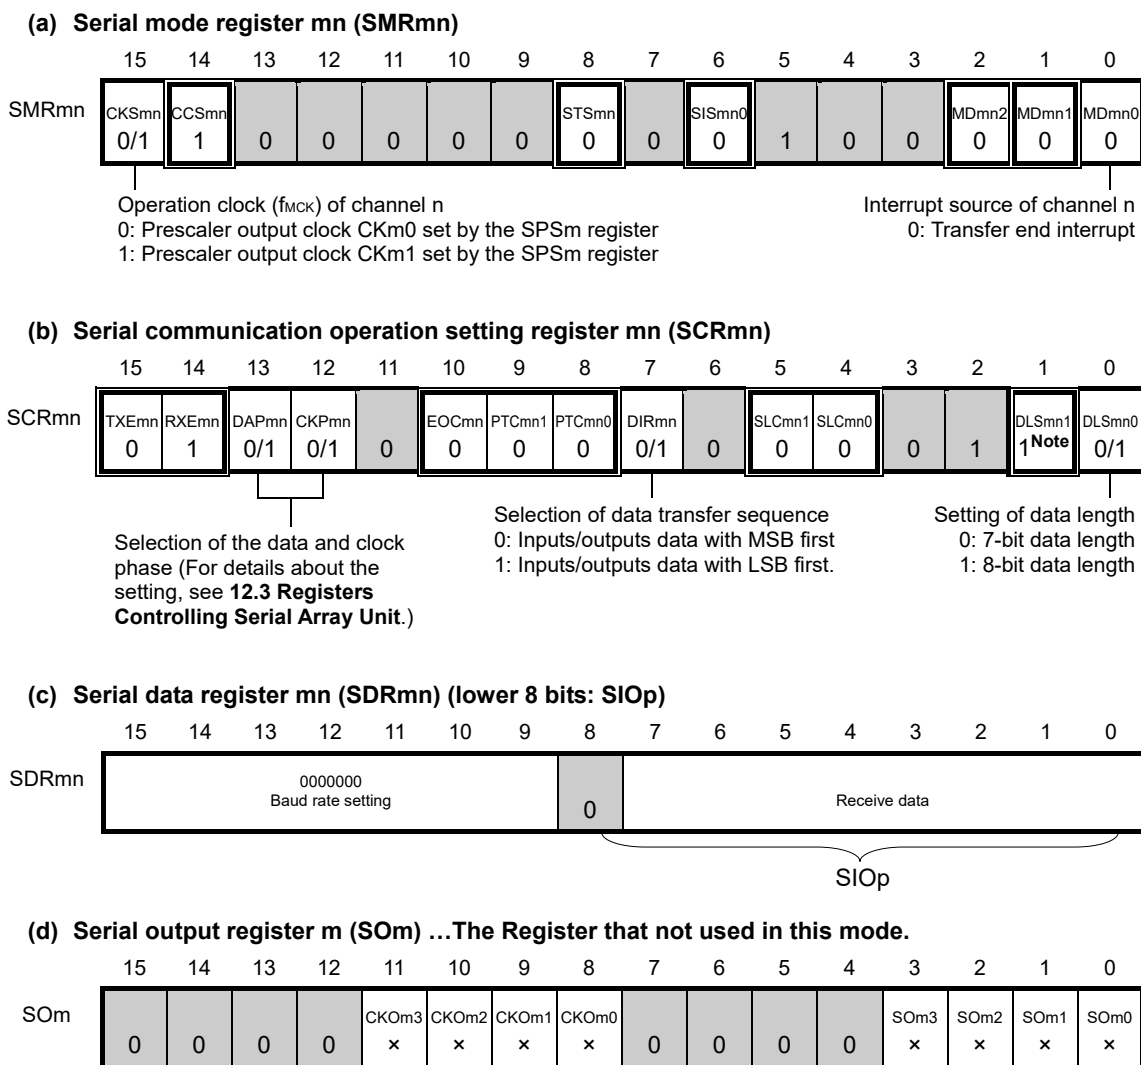 (a) Serial mode register mn (SMRmn)
15 14 13 12 11 10 9 8 7 6 5 4 3 2 1 0
SMRmn
CKSmn CCSmn STSmn SISmn0 MDmn2 MDmn1 MDmn0
0/1 1 0 0 0 0 0 0 0 0 1 0 0 0 0 0
Operation clock (fMCK) of channel n
0: Prescaler output clock CKm0 set by the SPSm register
1: Prescaler output clock CKm1 set by the SPSm register
Interrupt source of channel n
0: Transfer end interrupt
(b) Serial communication operation setting register mn (SCRmn)
15 14 13 12 11 10 9 8 7 6 5 4 3 2 1 0
SCRmn
TXEmn RXEmn DAPmn CKPmn EOCmn PTCmn1 PTCmn0 DIRmn SLCmn1 SLCmn0 DLSmn1 DLSmn0
0 1 0/1 0/1 0 0 0 0 0/1 0 0 0 0 1 1Note 0/1
Selection of the data and clock
phase (For details about the
setting, see 12.3 Registers
Controlling Serial Array Unit.)
Selection of data transfer sequence
0: Inputs/outputs data with MSB first
1: Inputs/outputs data with LSB first.
Setting of data length
0: 7-bit data length
1: 8-bit data length
(c) Serial data register mn (SDRmn) (lower 8 bits: SIOp)
15 14 13 12 11 10 9 8 7 6 5 4 3 2 1 0
SDRmn
0000000
Baud rate setting
0
Receive data
SIOp
(d) Serial output register m (SOm) …The Register that not used in this mode.
15 14 13 12 11 10 9 8 7 6 5 4 3 2 1 0
SOm
CKOm3 CKOm2 CKOm1 CKOm0 SOm3 SOm2 SOm1 SOm0
0 0 0 0 × × × × 0 0 0 0 × × × ×